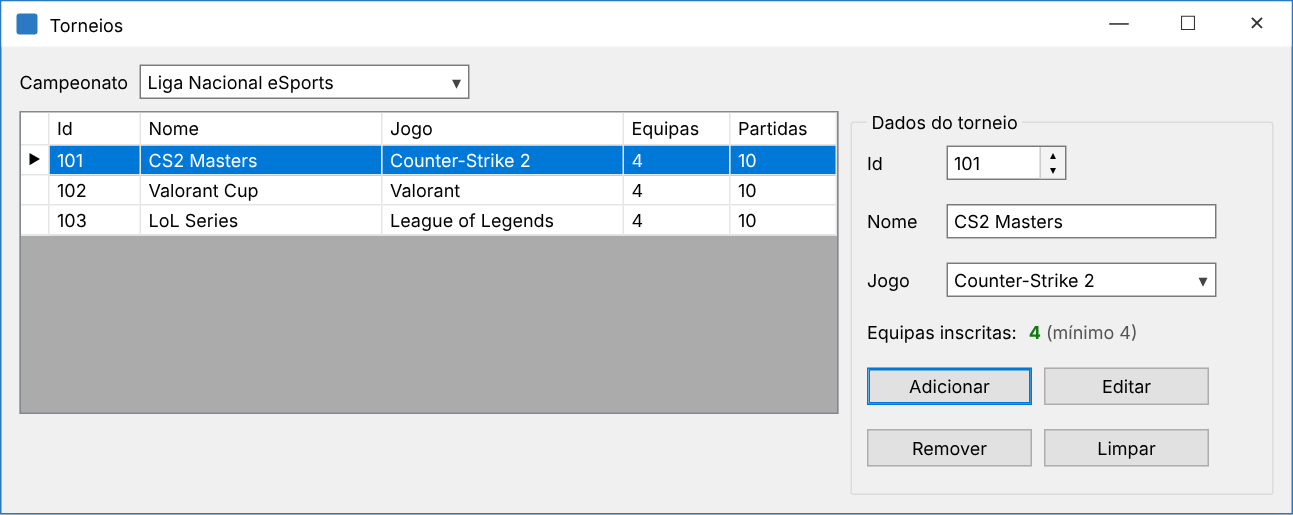 Torneios
Campeonato Liga Nacional eSports
Id Nome Jogo Equipas Partidas
101 CS2 Masters Counter-Strike 2 4 10
102 Valorant Cup Valorant 4 10
103 LoL Series League of Legends 4 10
Dados do torneio
Id 101
Nome CS2 Masters
Jogo Counter-Strike 2
Equipas inscritas: 4 (mínimo 4)
Adicionar Editar
Remover Limpar